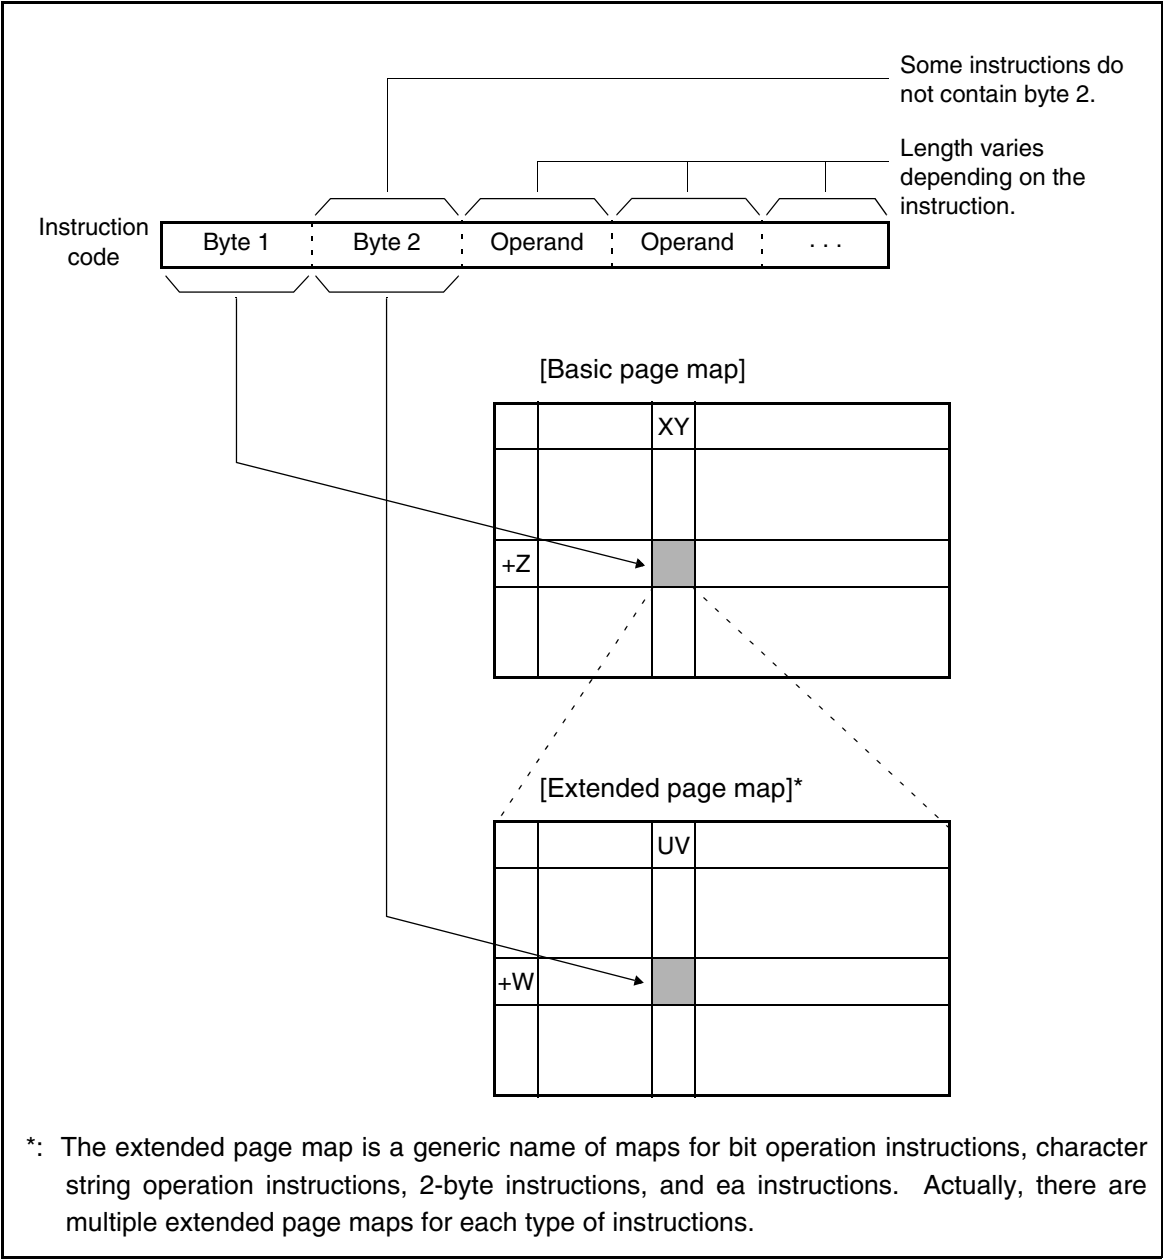 Some instructions do
not contain byte 2.
Length varies
depending on the
instruction.
Instruction
code
Byte 1
Byte 2
Operand
Operand
. . .
[Basic page map]
XY
+Z
[Extended page map]*
UV
+W
*: The extended page map is a generic name of maps for bit operation instructions, character
string operation instructions, 2-byte instructions, and ea instructions. Actually, there are
multiple extended page maps for each type of instructions.